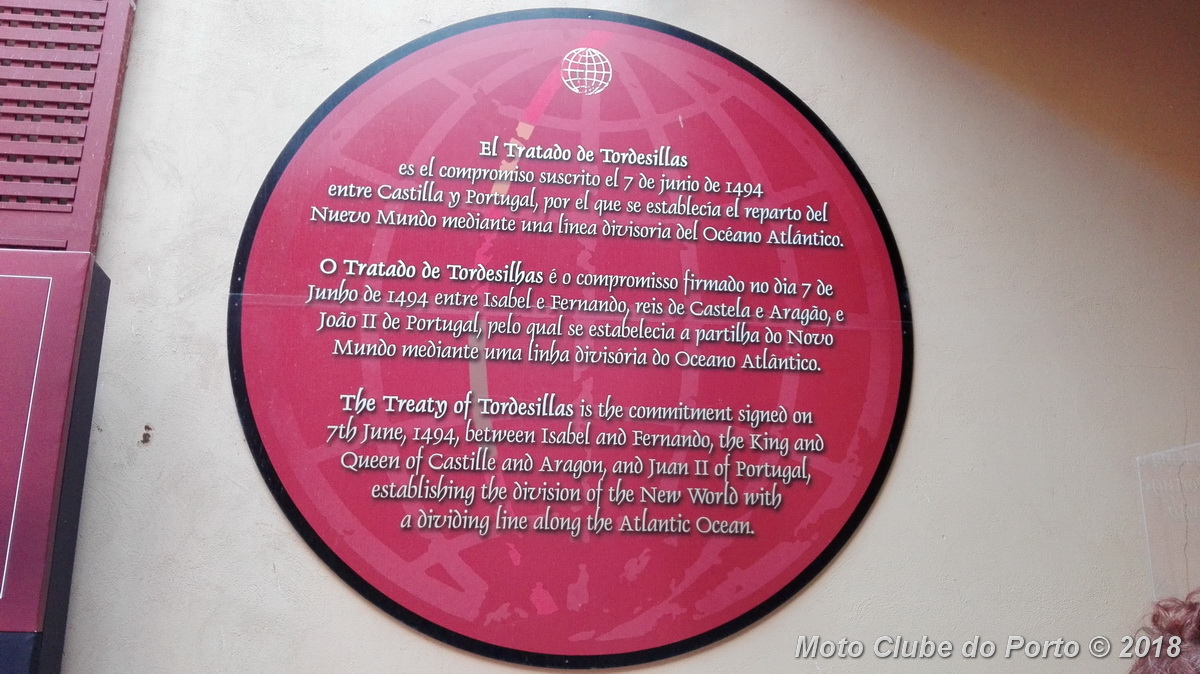 El Tratado de Tordesillas
es el compromiso suscrito el 7 de junio de 1494
entre Castilla y Portugal, por el que se establecía el reparto del
Nuevo Mundo mediante una línea divisoria del Océano Atlántico.
O Tratado de Tordesilhas é o compromisso firmado no dia 7 de
Junho de 1494 entre Isabel e Fernando, reis de Castela e Aragão, e
João II de Portugal, pelo qual se estabelecia a partilha do Novo
Mundo mediante uma linha divisória do Oceano Atlântico.
The Treaty of Tordesillas is the commitment signed on
7th June, 1494, between Isabel and Fernando, the King and
Queen of Castille and Aragon, and Juan II of Portugal,
establishing the division of the New World with
a dividing line along the Atlantic Ocean.
Moto Clube do Porto © 2018